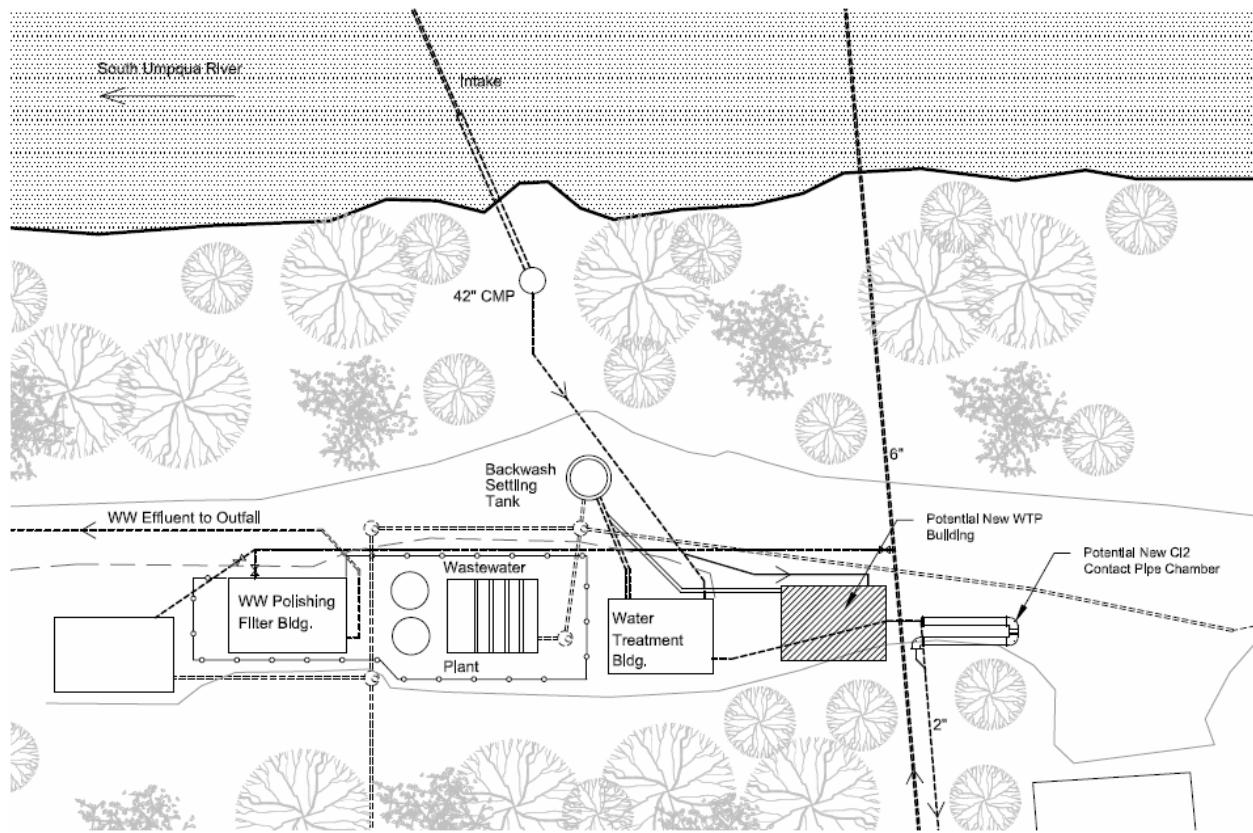 South Umpqua River
Intake
42" CMP
6"
Backwash
Settling
Tank
WW Effluent to Outfall
Potential New WTP
Building
Potential New Cl2
Contact Pipe Chamber
Wastewater
WW Polishing
Filter Bldg.
Water
Treatment
Bldg.
Plant
2"